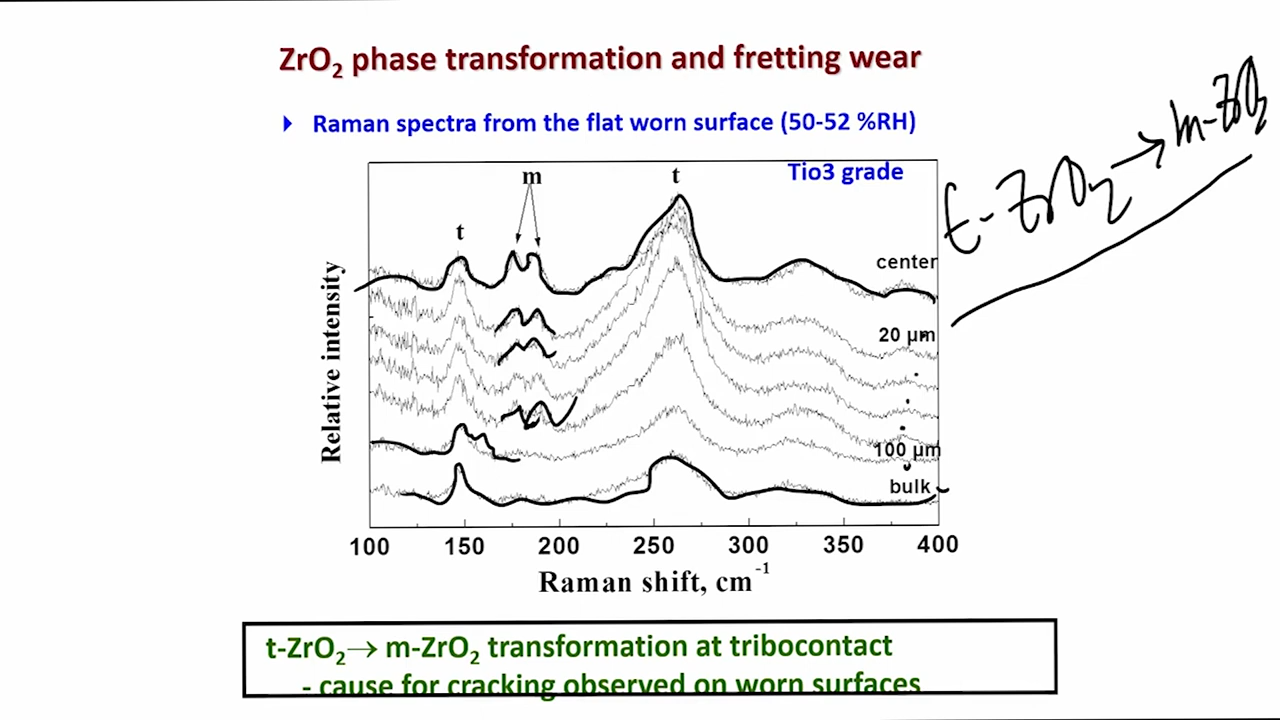 ZrO₂ phase transformation and fretting wear
t-ZrO₂ → m-ZrO₂
Raman spectra from the flat worn surface (50-52 %RH)
Tio3 grade
m
t
t
center
20 μm
100 μm
bulk
Relative intensity
100 150 200 250 300 350 400
Raman shift, cm⁻¹
t-ZrO₂→ m-ZrO₂ transformation at tribocontact
- cause for cracking observed on worn surfaces